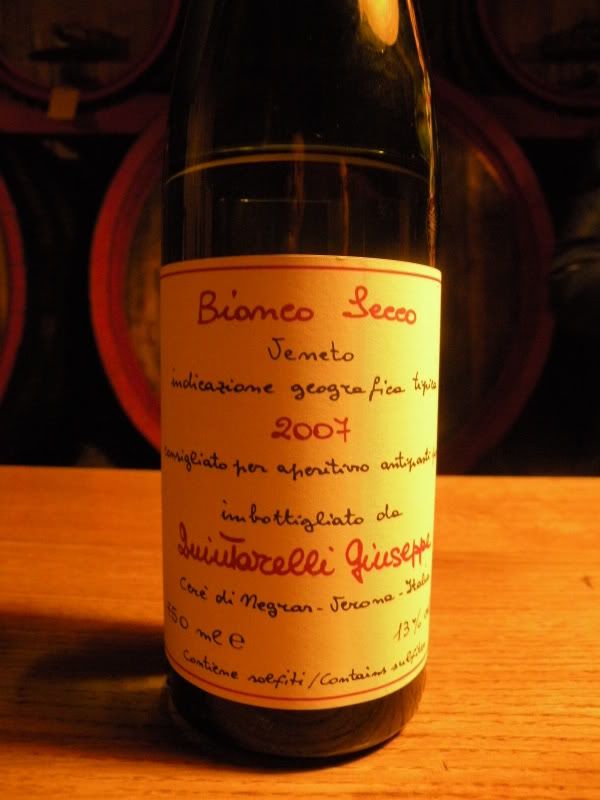 Bianco Secco
Veneto
indicazione geografica tipica
2007
consigliato per aperitivo antipasti
imbottigliato da
Quintarelli Giuseppe
Cerè di Negrar - Verona - Italia
750 ml e
13%
Contiene solfiti / Contains sulfites